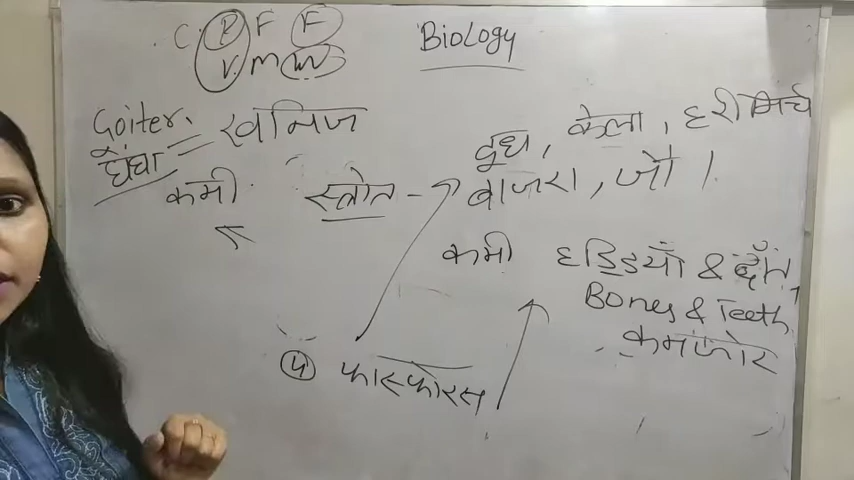 C P F F
V M M
Biology
Goiter.
घेंघा
खनिज
कमी
स्त्रोत -
दूध, केला, हरी मिर्च
बाजरा, जौ ।
कमी हड्डियाँ & दाँत
Bones & Teeth
कमजोर
④ फास्फोरस